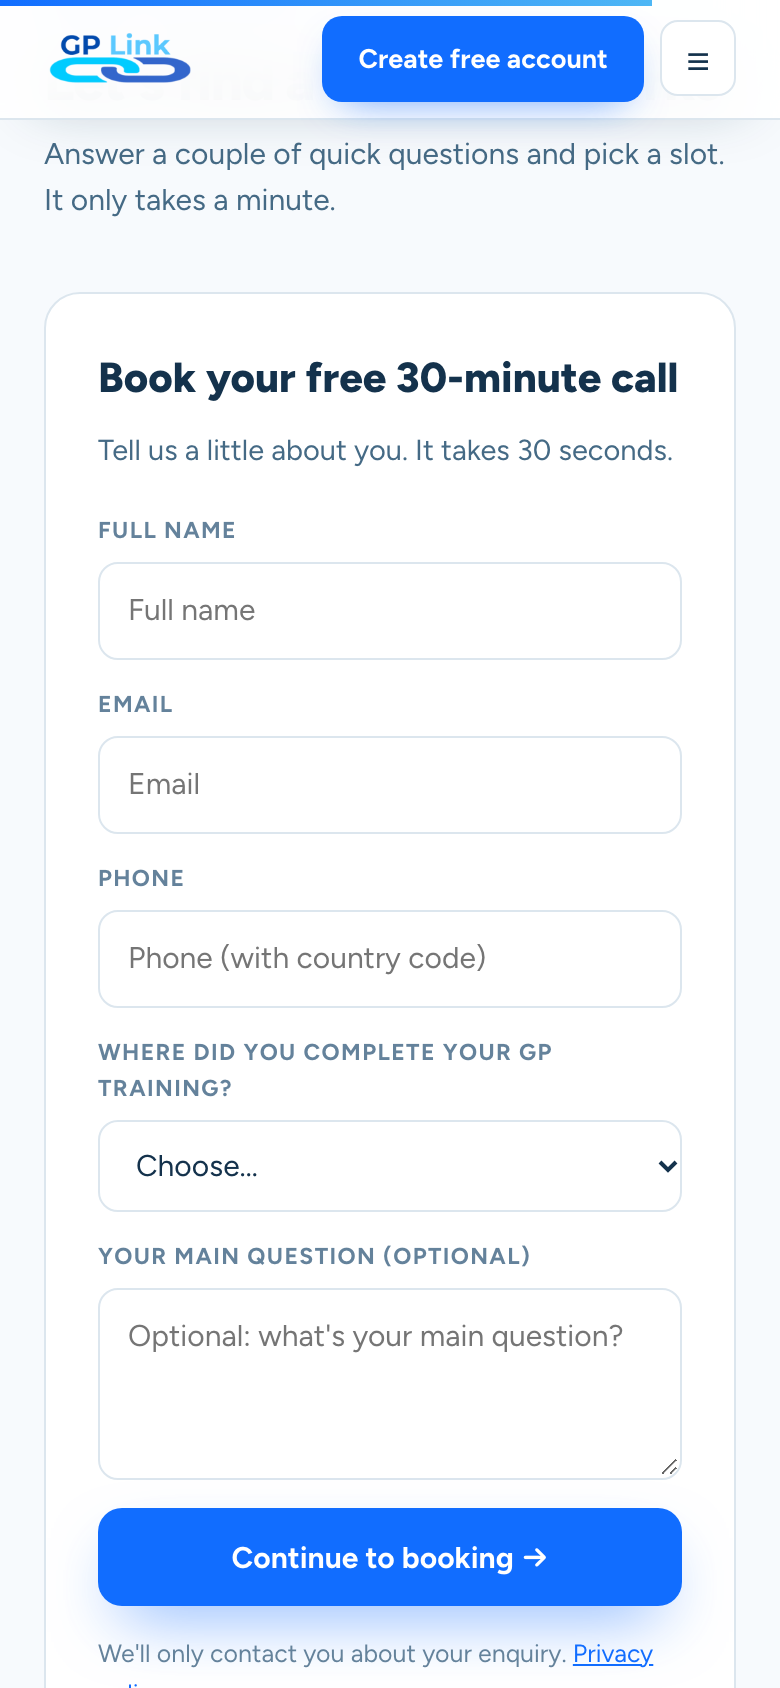 GP Link
Create free account
Answer a couple of quick questions and pick a slot.
It only takes a minute.
Book your free 30-minute call
Tell us a little about you. It takes 30 seconds.
FULL NAME
Full name
EMAIL
Email
PHONE
Phone (with country code)
WHERE DID YOU COMPLETE YOUR GP
TRAINING?
Choose...
YOUR MAIN QUESTION (OPTIONAL)
Optional: what's your main question?
Continue to booking →
We'll only contact you about your enquiry. Privacy